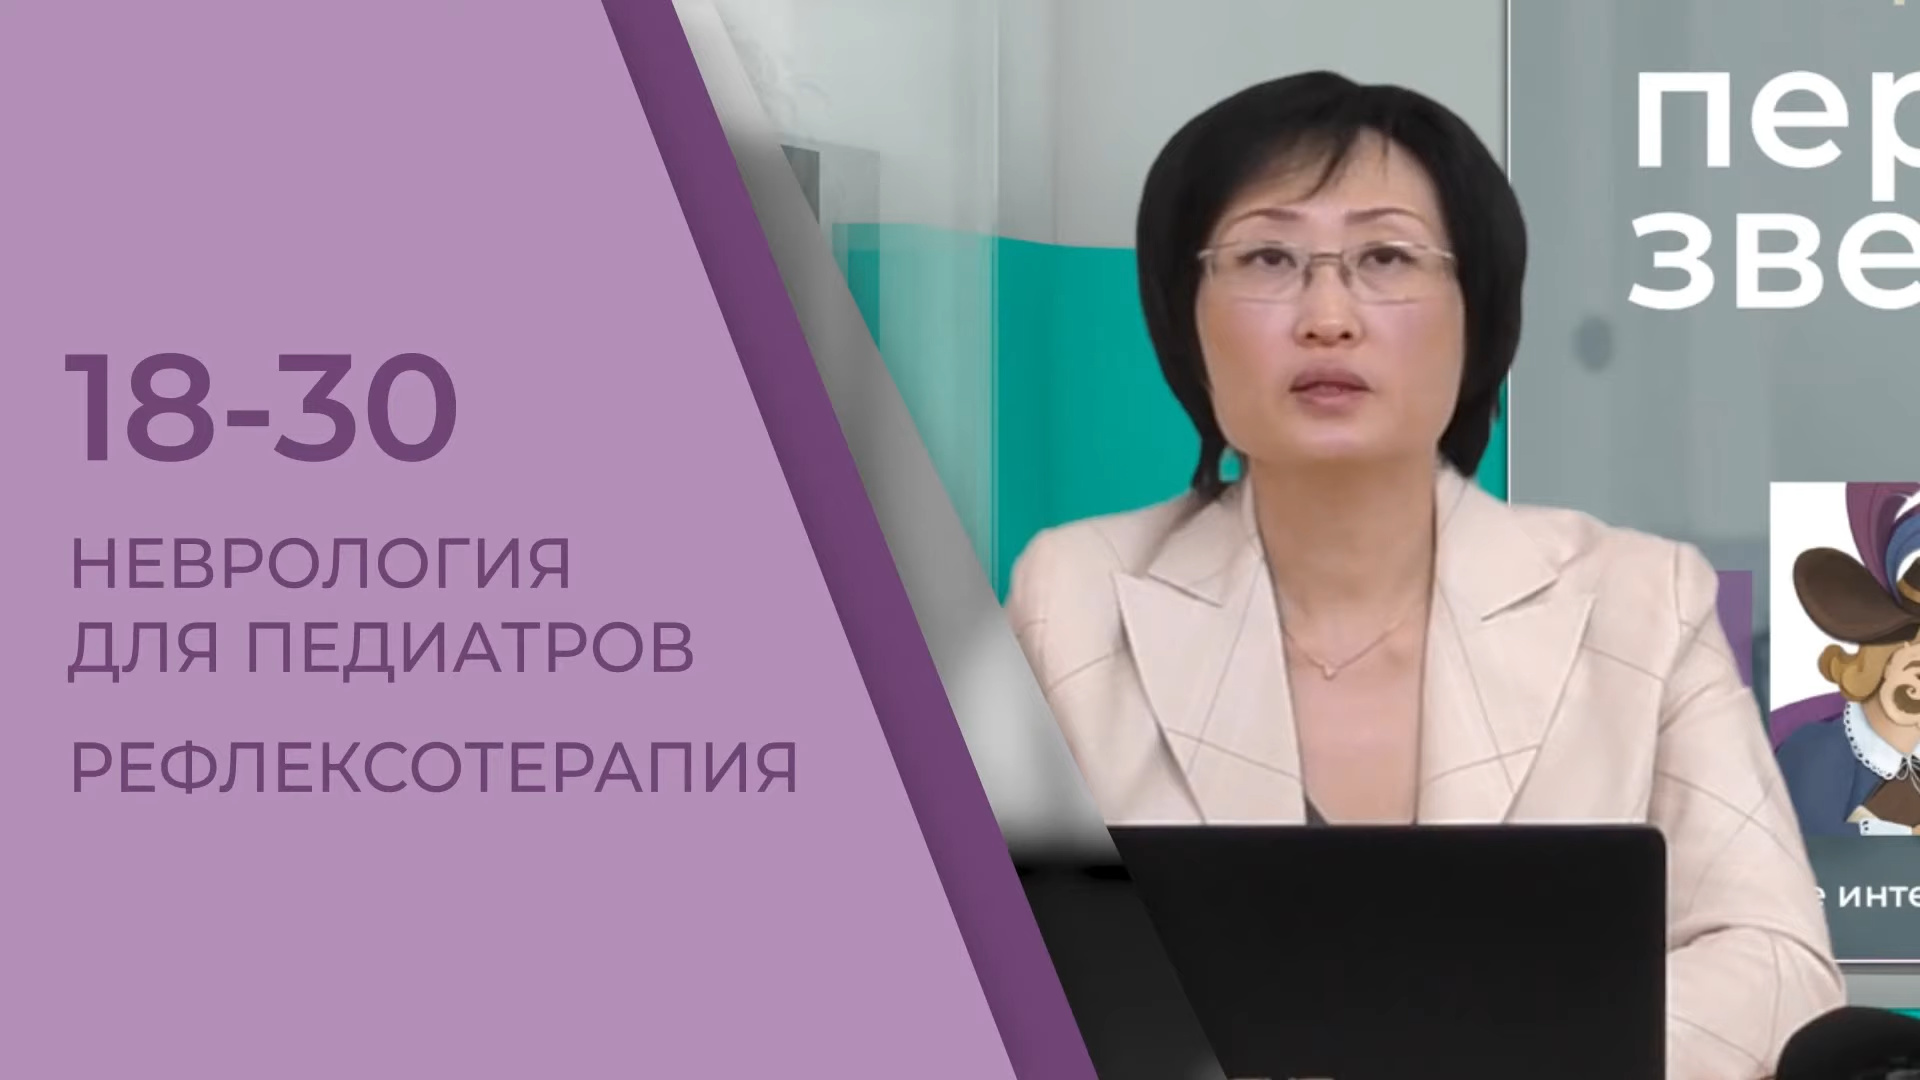 18-30
НЕВРОЛОГИЯ
ДЛЯ ПЕДИАТРОВ
РЕФЛЕКСОТЕРАПИЯ
пер
зве
е инте